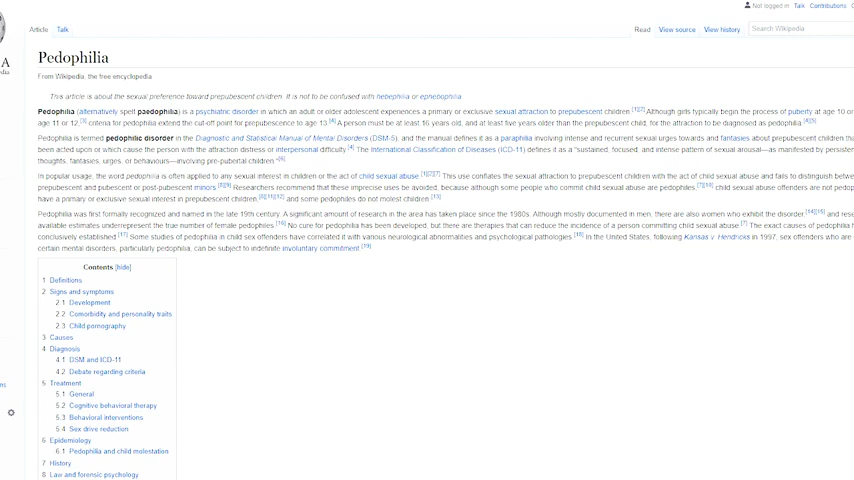 Not logged in Talk Contributions
Article Talk Read View source View history Search Wikipedia
A
edia
Pedophilia
From Wikipedia, the free encyclopedia
This article is about the sexual preference toward prepubescent children. It is not to be confused with hebephilia or ephebophilia.
Pedophilia (alternatively spelt paedophilia) is a psychiatric disorder in which an adult or older adolescent experiences a primary or exclusive sexual attraction to prepubescent children.[1][2] Although girls typically begin the process of puberty at age 10 or
age 11 or 12,[3] criteria for pedophilia extend the cut-off point for prepubescence to age 13.[4] A person must be at least 16 years old, and at least five years older than the prepubescent child, for the attraction to be diagnosed as pedophilia.[4][5]
Pedophilia is termed pedophilic disorder in the Diagnostic and Statistical Manual of Mental Disorders (DSM-5), and the manual defines it as a paraphilia involving intense and recurrent sexual urges towards and fantasies about prepubescent children tha
been acted upon or which cause the person with the attraction distress or interpersonal difficulty.[4] The International Classification of Diseases (ICD-11) defines it as a "sustained, focused, and intense pattern of sexual arousal—as manifested by persisten
thoughts, fantasies, urges, or behaviours—involving pre-pubertal children."[6]
In popular usage, the word pedophilia is often applied to any sexual interest in children or the act of child sexual abuse.[1][2][7] This use conflates the sexual attraction to prepubescent children with the act of child sexual abuse and fails to distinguish betwe
prepubescent and pubescent or post-pubescent minors.[8][9] Researchers recommend that these imprecise uses be avoided, because although some people who commit child sexual abuse are pedophiles,[7][10] child sexual abuse offenders are not pedop
have a primary or exclusive sexual interest in prepubescent children,[8][11][12] and some pedophiles do not molest children.[13]
Pedophilia was first formally recognized and named in the late 19th century. A significant amount of research in the area has taken place since the 1980s. Although mostly documented in men, there are also women who exhibit the disorder,[14][15] and rese
available estimates underrepresent the true number of female pedophiles.[16] No cure for pedophilia has been developed, but there are therapies that can reduce the incidence of a person committing child sexual abuse.[7] The exact causes of pedophilia h
conclusively established.[17] Some studies of pedophilia in child sex offenders have correlated it with various neurological abnormalities and psychological pathologies.[18] In the United States, following Kansas v. Hendricks in 1997, sex offenders who are
certain mental disorders, particularly pedophilia, can be subject to indefinite involuntary commitment.[19]
Contents [hide]
1 Definitions
2 Signs and symptoms
2.1 Development
2.2 Comorbidity and personality traits
2.3 Child pornography
3 Causes
4 Diagnosis
4.1 DSM and ICD-11
4.2 Debate regarding criteria
5 Treatment
5.1 General
5.2 Cognitive behavioral therapy
5.3 Behavioral interventions
5.4 Sex drive reduction
6 Epidemiology
6.1 Pedophilia and child molestation
7 History
8 Law and forensic psychology